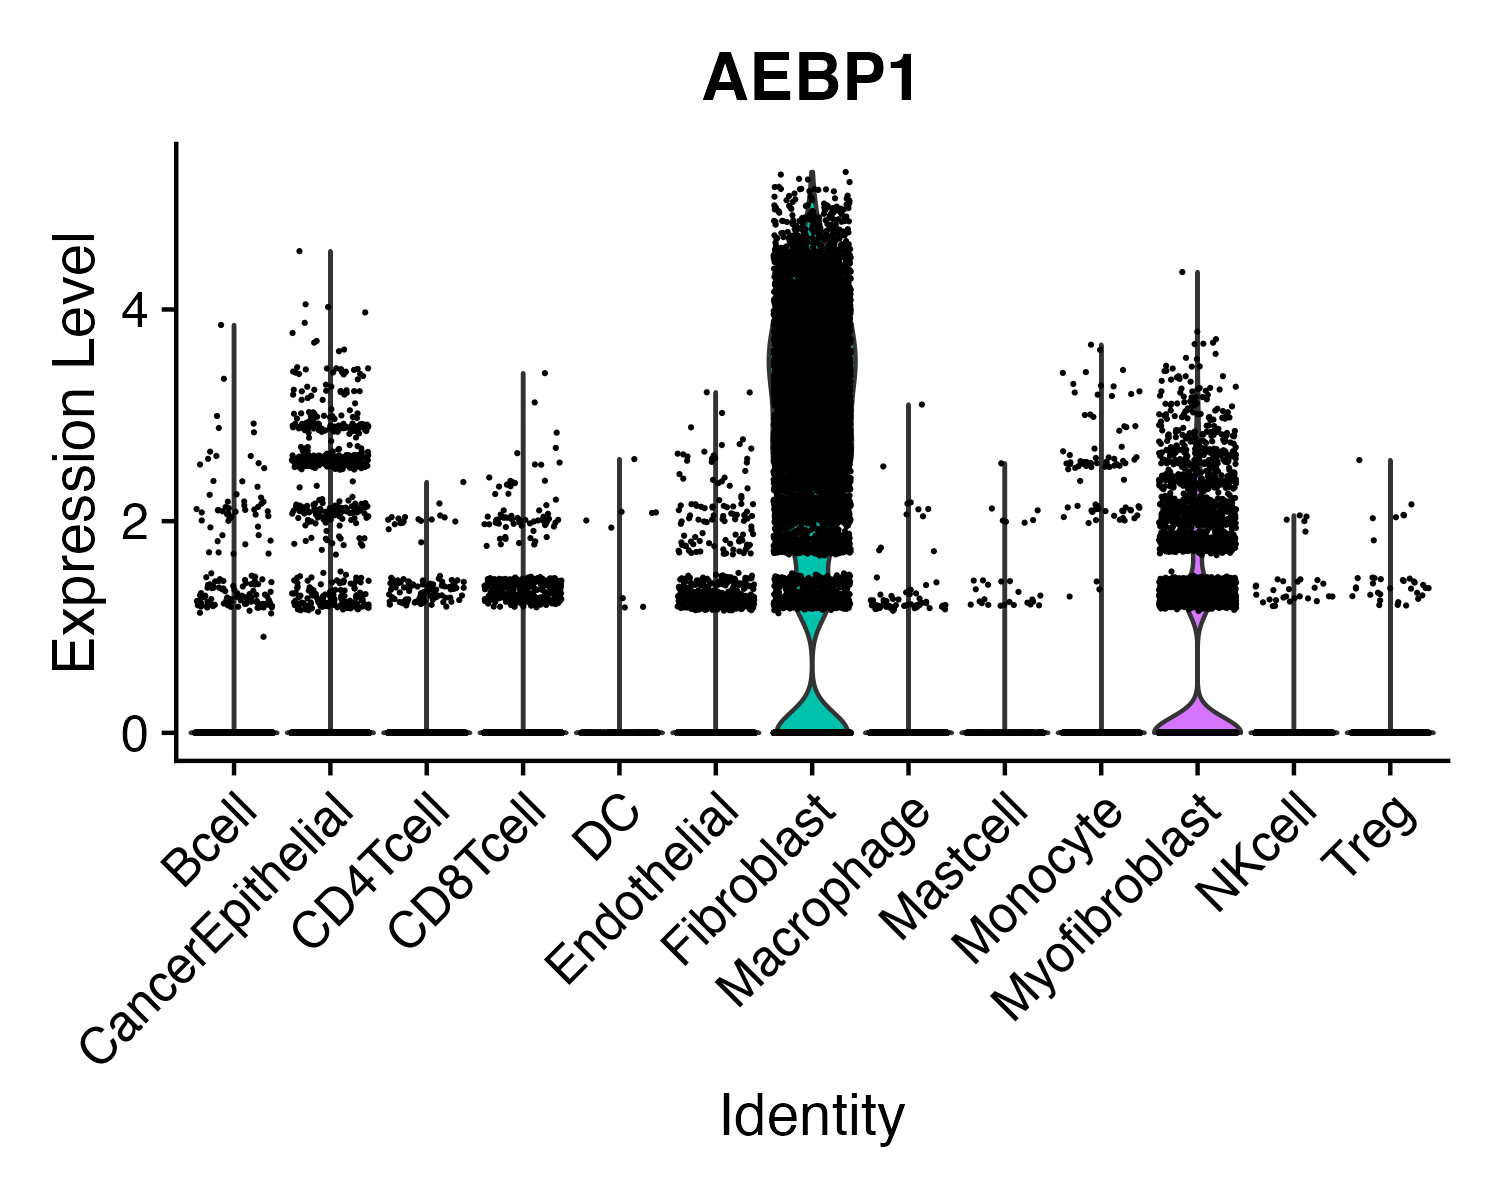 AEBP1
Expression Level
4
2
0
Bcell
CancerEpithelial
CD4Tcell
CD8Tcell
DC
Endothelial
Fibroblast
Macrophage
Mastcell
Monocyte
Myofibroblast
NKcell
Treg
Identity